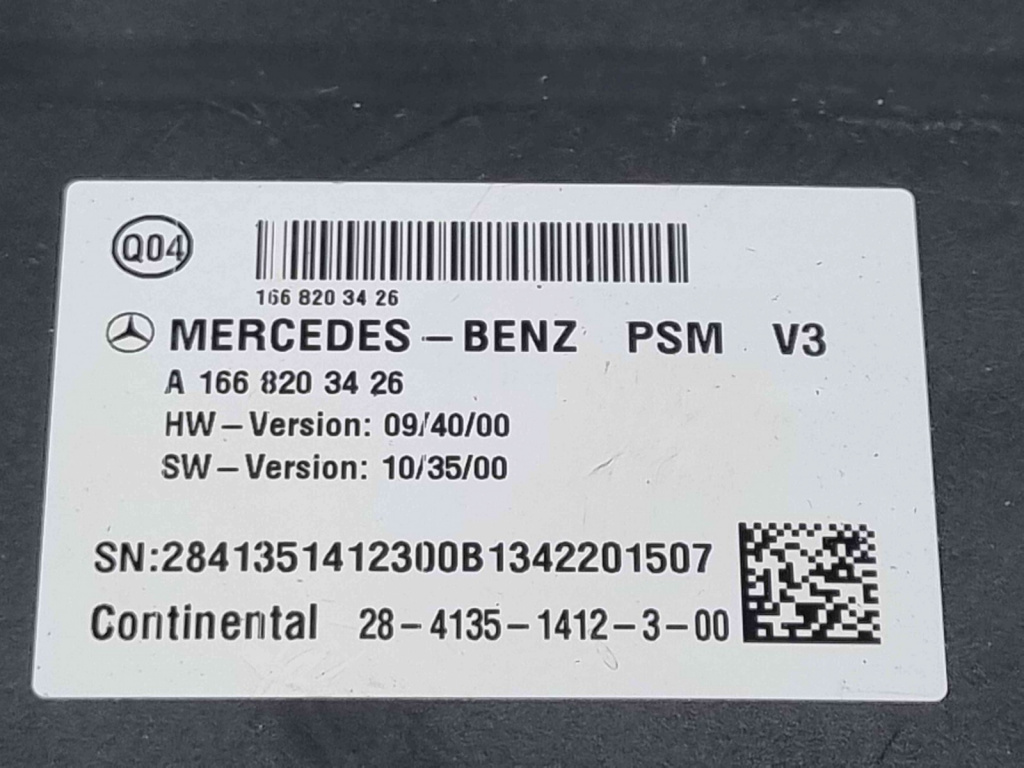 Q04
166 820 34 26
MERCEDES-BENZ PSM V3
A 166 820 34 26
HW-Version: 09/40/00
SW-Version: 10/35/00
SN:2841351412300B1342201507
Continental 28-4135-1412-3-00